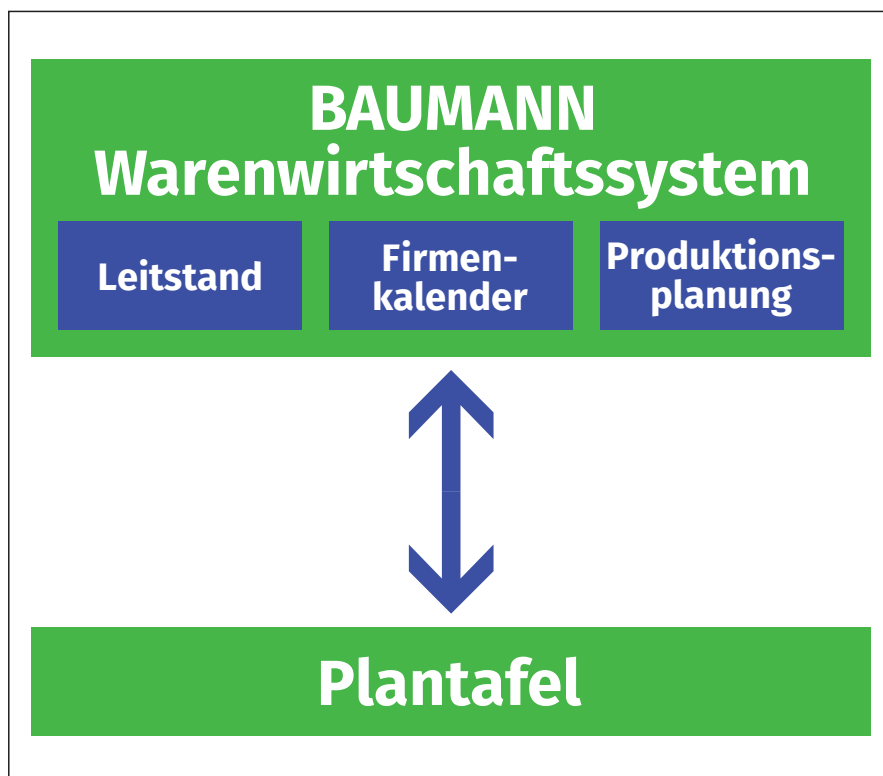 BAUMANN
Warenwirtschaftssystem
Leitstand
Firmen-
kalender
Produktions-
planung
Plantafel